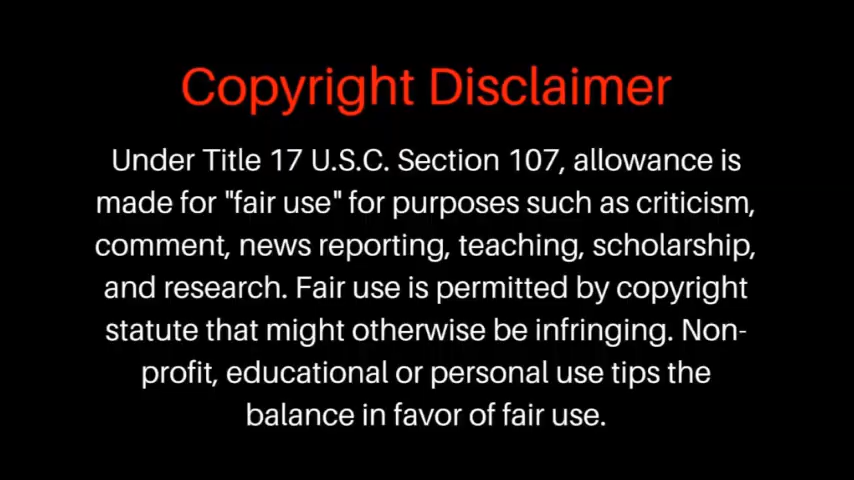 Copyright Disclaimer
Under Title 17 U.S.C. Section 107, allowance is
made for "fair use" for purposes such as criticism,
comment, news reporting, teaching, scholarship,
and research. Fair use is permitted by copyright
statute that might otherwise be infringing. Non-
profit, educational or personal use tips the
balance in favor of fair use.